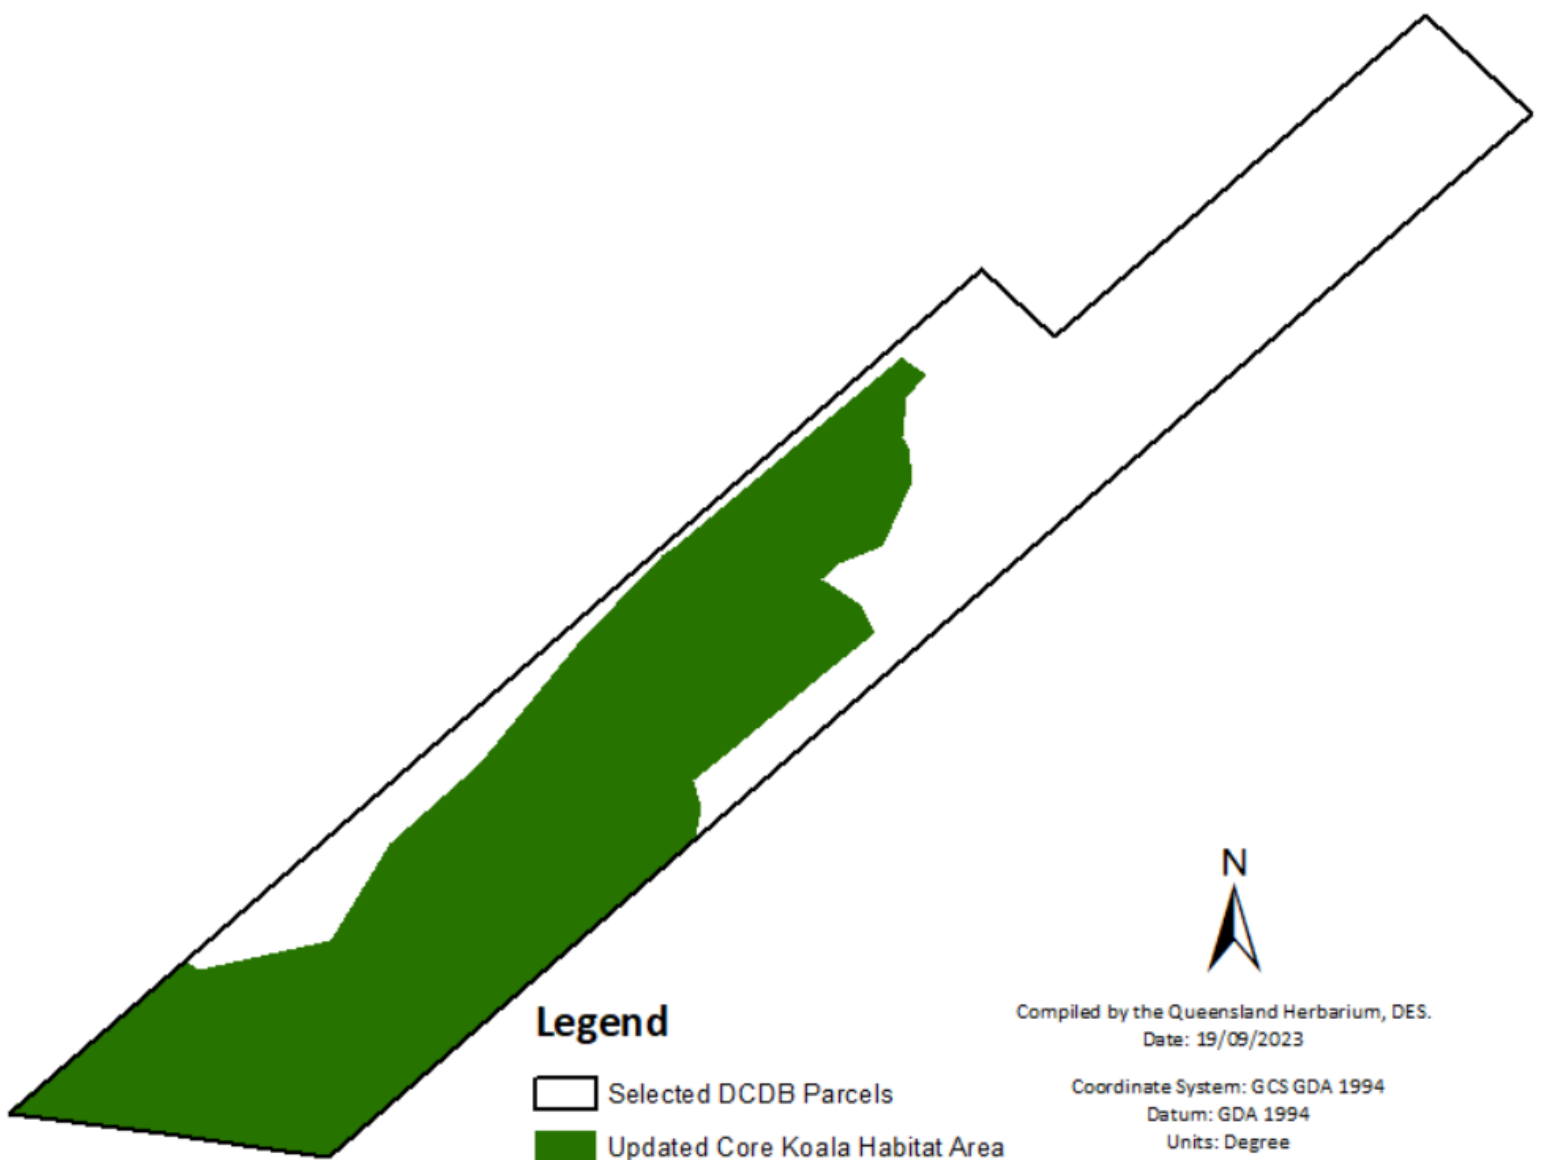 N
Compiled by the Queensland Herbarium, DES.
Date: 19/09/2023
Coordinate System: GCS GDA 1994
Datum: GDA 1994
Units: Degree
Legend
Selected DCDB Parcels
Updated Core Koala Habitat Area